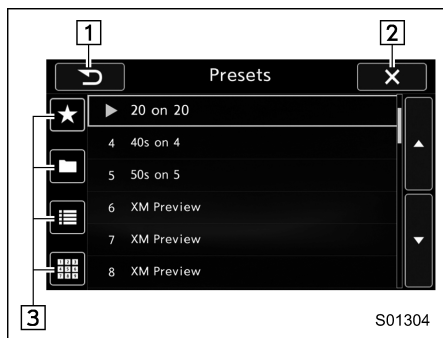 1 2
Presets
20 on 20
4 40s on 4
5 50s on 5
6 XM Preview
7 XM Preview
8 XM Preview
3
S01304